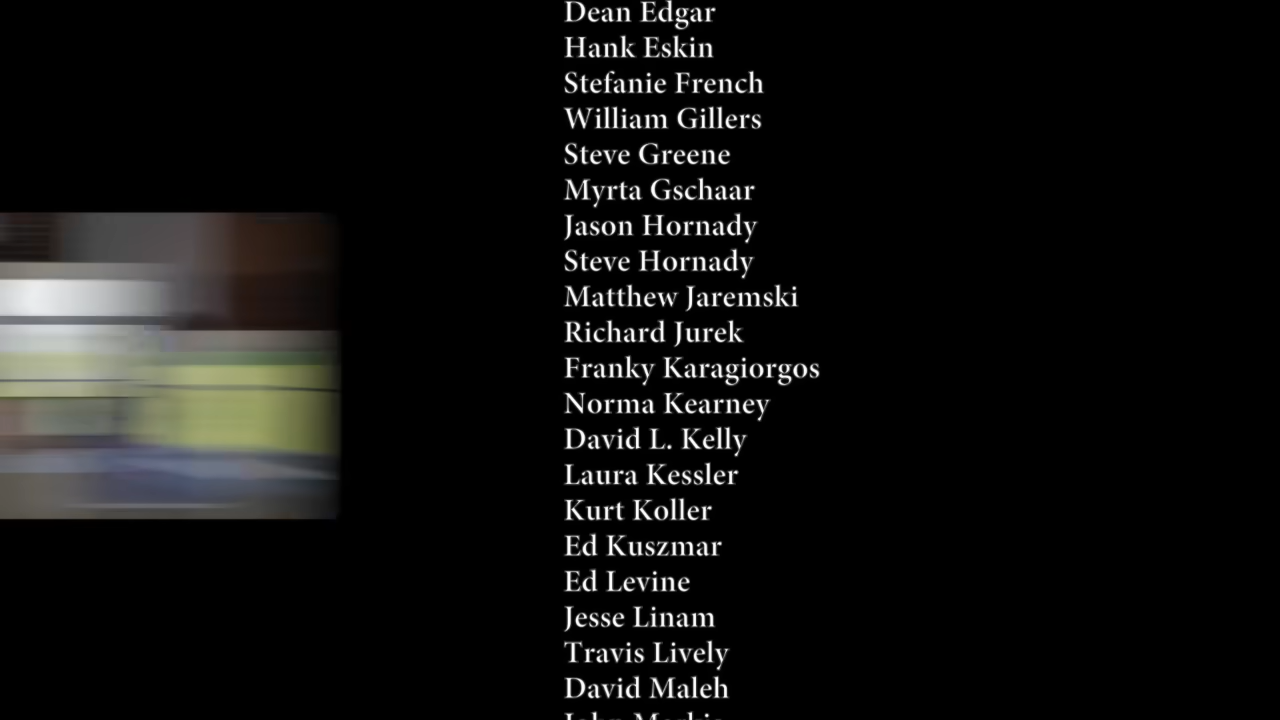 Dean Edgar
Hank Eskin
Stefanie French
William Gillers
Steve Greene
Myrta Gschaar
Jason Hornady
Steve Hornady
Matthew Jaremski
Richard Jurek
Franky Karagiorgos
Norma Kearney
David L. Kelly
Laura Kessler
Kurt Koller
Ed Kuszmar
Ed Levine
Jesse Linam
Travis Lively
David Maleh
John